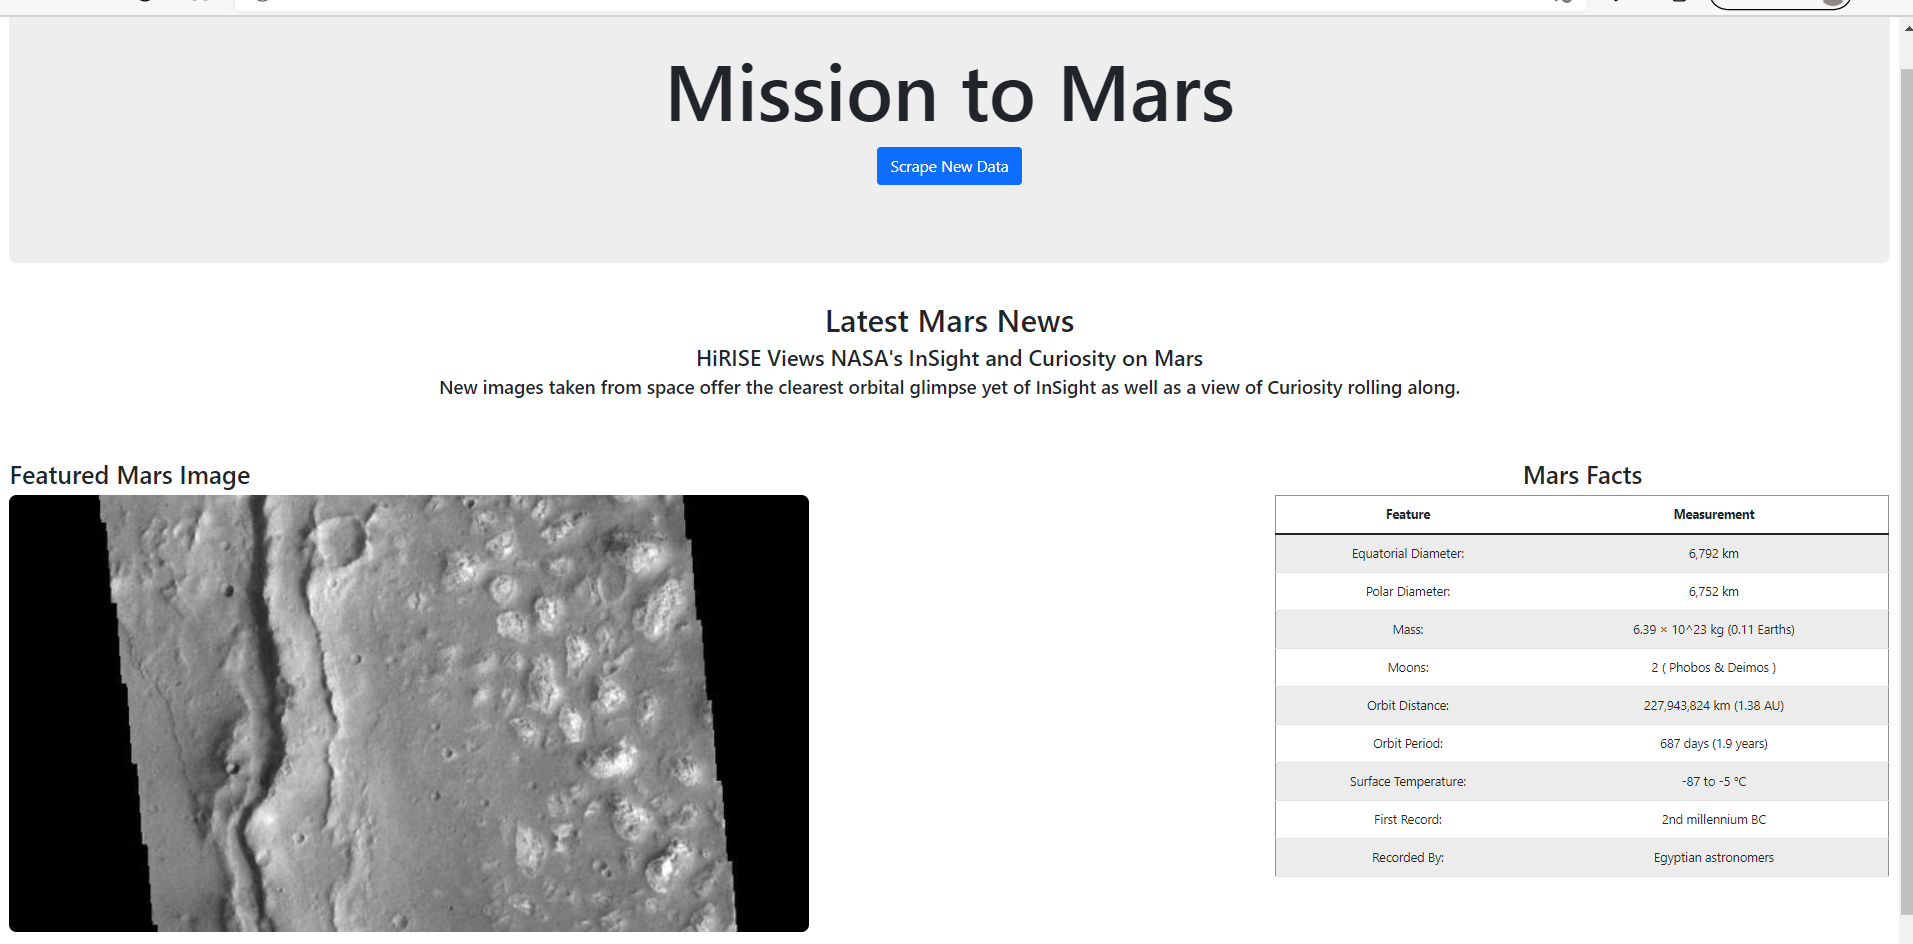 Mission to Mars
Scrape New Data
Latest Mars News
HiRISE Views NASA's InSight and Curiosity on Mars
New images taken from space offer the clearest orbital glimpse yet of InSight as well as a view of Curiosity rolling along.
Featured Mars Image
Mars Facts
Feature Measurement
Equatorial Diameter: 6,792 km
Polar Diameter: 6,752 km
Mass: 6.39 × 10^23 kg (0.11 Earths)
Moons: 2 ( Phobos & Deimos )
Orbit Distance: 227,943,824 km (1.38 AU)
Orbit Period: 687 days (1.9 years)
Surface Temperature: -87 to -5 °C
First Record: 2nd millennium BC
Recorded By: Egyptian astronomers